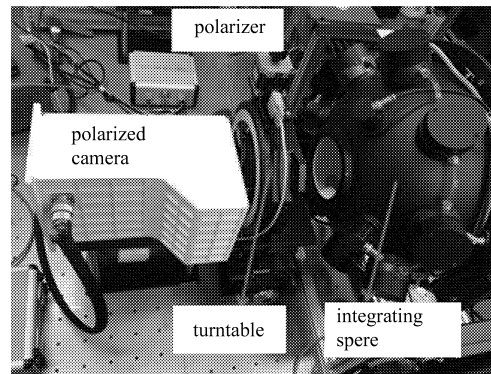 polarizer
polarized
camera
turntable
integrating
spere